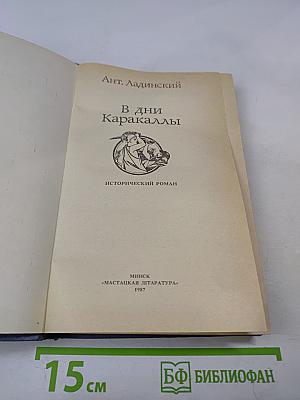 Ант. Ладинский
В дни
Каракаллы
ИСТОРИЧЕСКИЙ РОМАН
МИНСК
«МАСТАЦКАЯ ЛІТАРАТУРА»
1987
15 см
БФ БИБЛИОФАН